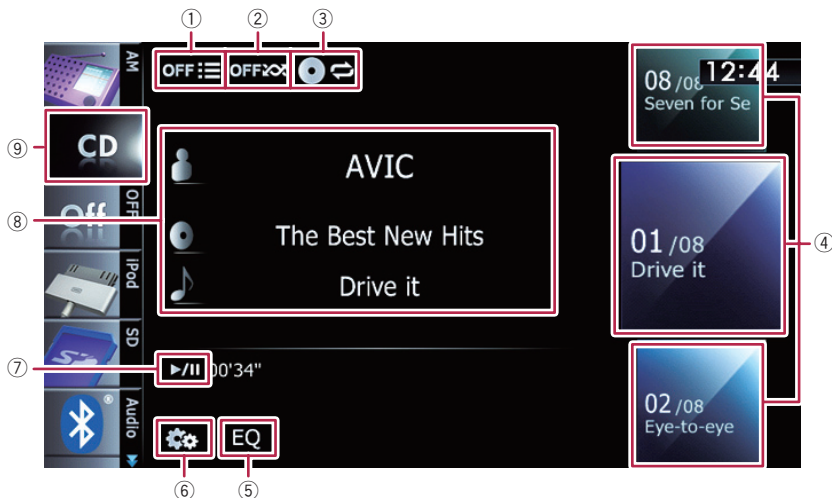 ① ② ③
AM
OFF OFF
08/08 12:44
Seven for Se
⑨ CD
AVIC
⑧
Off OFF
The Best New Hits
01/08
④
Drive it
iPod
Drive it
SD
⑦ ►/II 00'34"
02/08
Eye-to-eye
Audio
EQ
⑥ ⑤